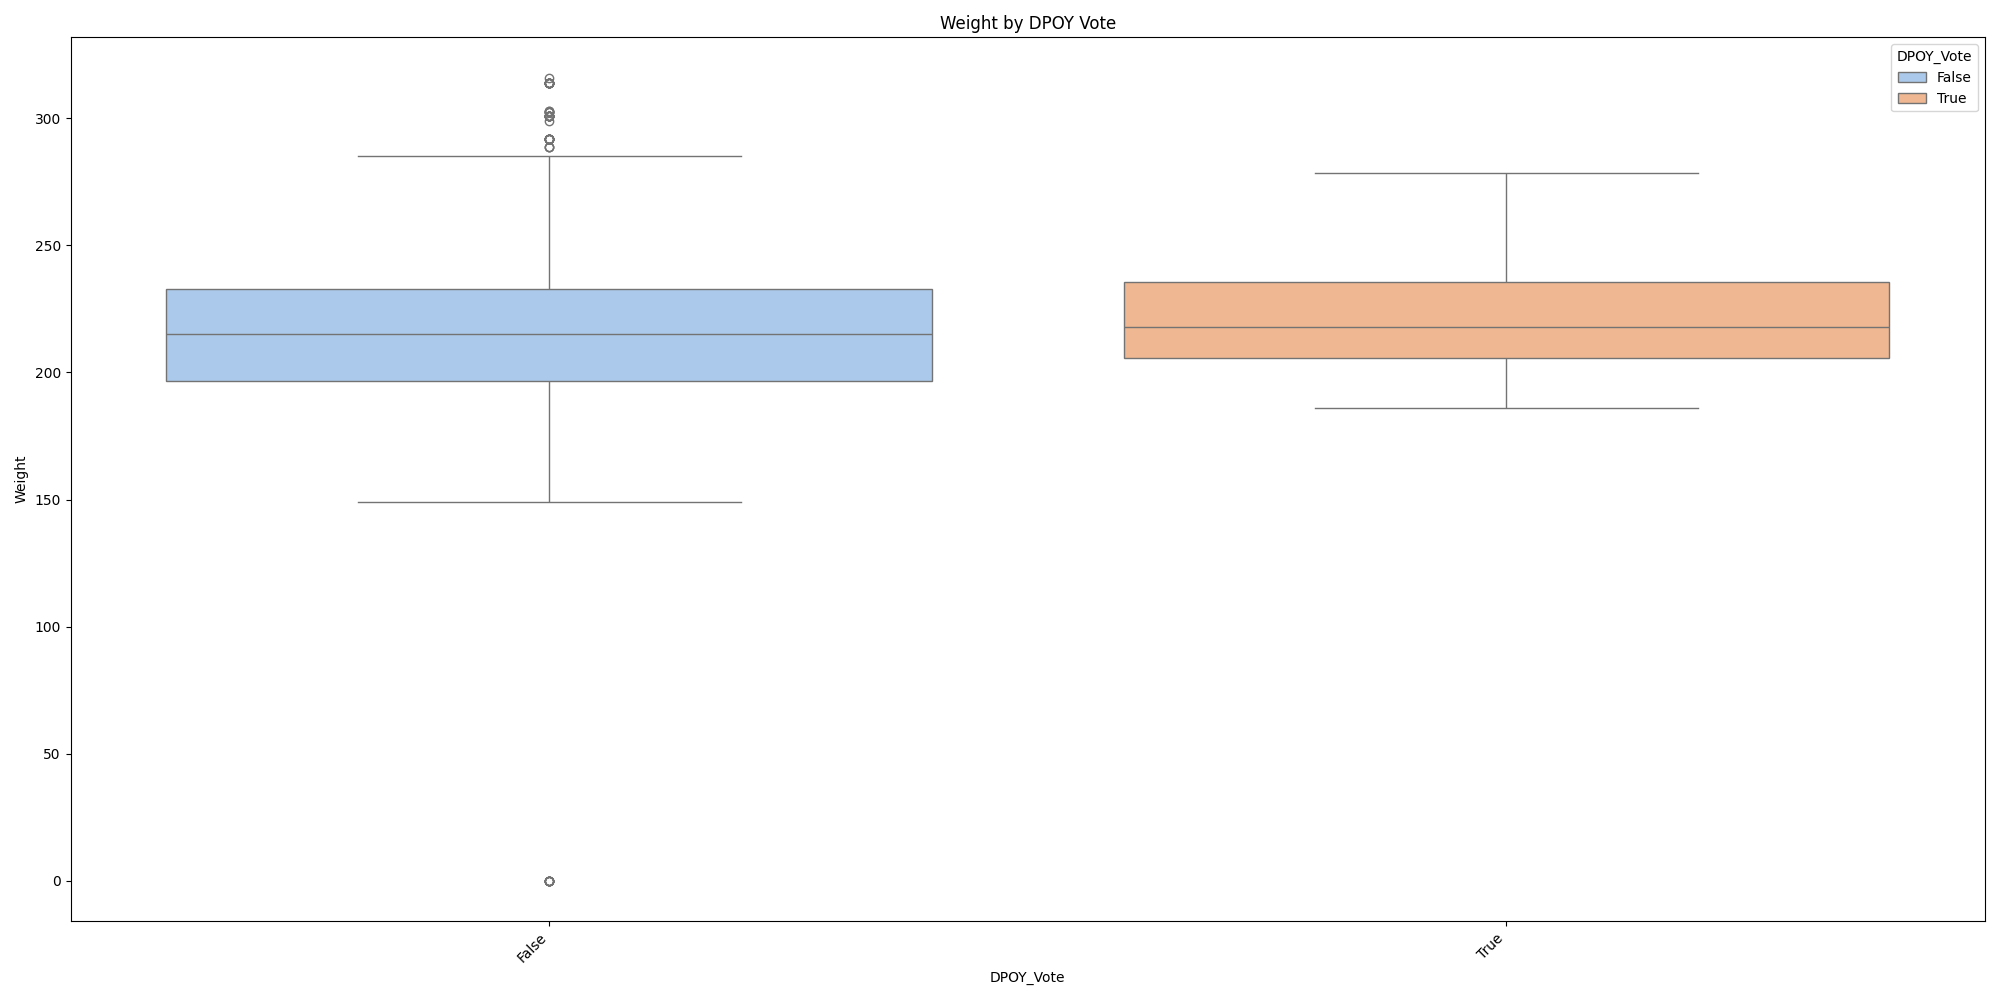 Weight by DPOY Vote
DPOY_Vote
False
True
300
250
200
150
100
50
0
Weight
False
True
DPOY_Vote